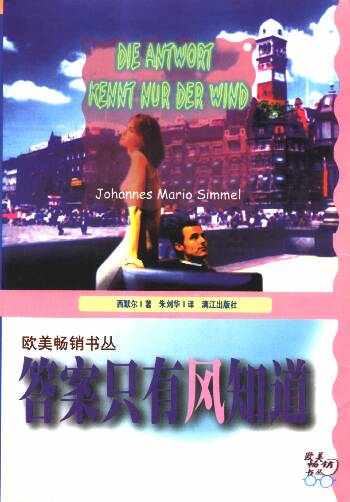 DIE ANTWORT
KENNT NUR DER WIND
Johannes Mario Simmel
西默尔 | 著 朱刘华 | 译 漓江出版社
欧美畅销书丛
答案只有风知道
欧美
畅销
书丛